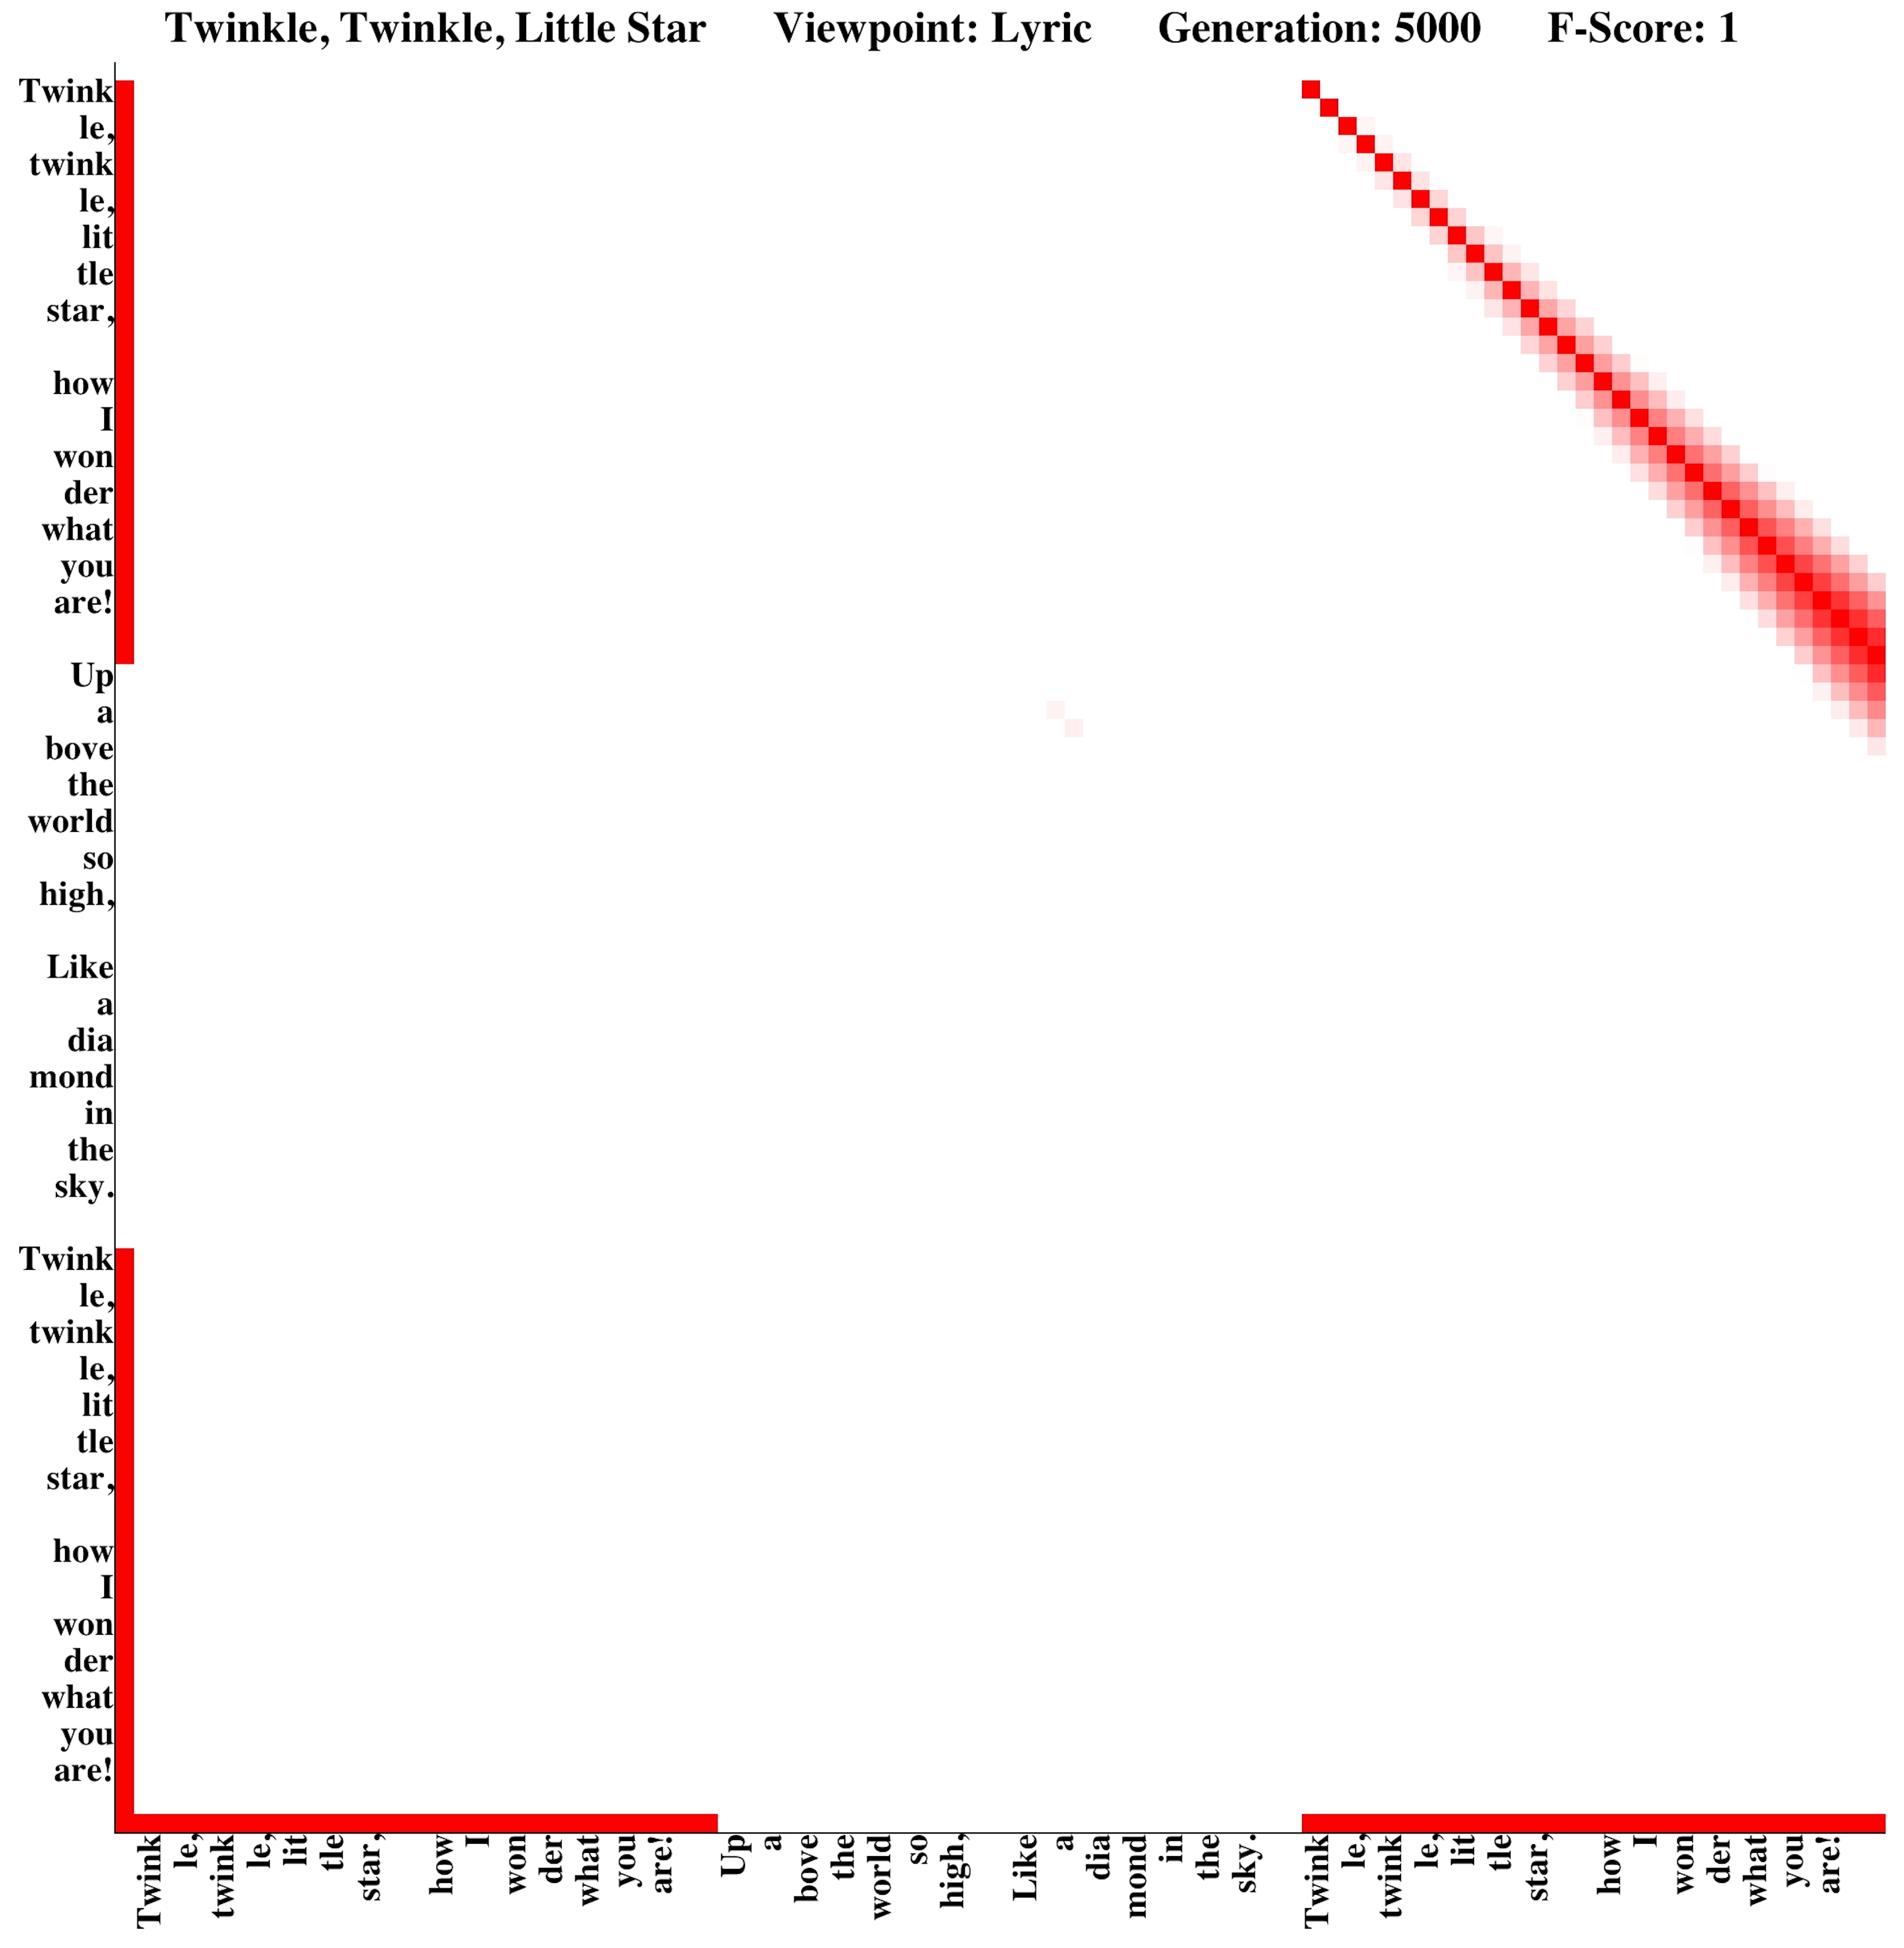 Twinkle, Twinkle, Little Star Viewpoint: Lyric Generation: 5000 F-Score: 1
Twink
le,
twink
le,
lit
tle
star,
how
I
won
der
what
you
are!
Up
a
bove
the
world
so
high,
Like
a
dia
mond
in
the
sky.
Twink
le,
twink
le,
lit
tle
star,
how
I
won
der
what
you
are!
Twink
le,
twink
le,
lit
tle
star,
how
I
won
der
what
you
are!
Up
a
bove
the
world
so
high,
Like
a
dia
mond
in
the
sky.
Twink
le,
twink
le,
lit
tle
star,
how
I
won
der
what
you
are!